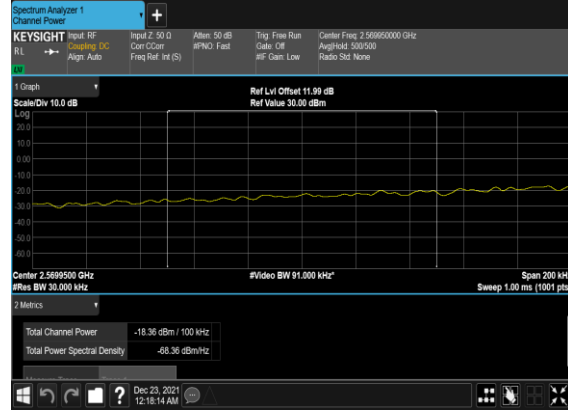 Spectrum Analyzer 1
Channel Power
+
KEYSIGHT
RL
Input: RF
Coupling: DC
Align: Auto
Input Z: 50 Ω
Corr CCorr
Freq Ref: Int (S)
Atten: 50 dB
#PNO: Fast
Trig: Free Run
Gate: Off
#IF Gain: Low
Center Freq: 2.569950000 GHz
Avg|Hold: 500/500
Radio Std: None
1 Graph
Scale/Div 10.0 dB
Ref Lvl Offset 11.99 dB
Ref Value 30.00 dBm
Log
20.0
10.0
0.00
-10.0
-20.0
-30.0
-40.0
-50.0
-60.0
Center 2.5699500 GHz
#Video BW 91.000 kHz*
Span 200 kH
#Res BW 30.000 kHz
Sweep 1.00 ms (1001 pts
2 Metrics
Total Channel Power -18.36 dBm / 100 kHz
Total Power Spectral Density -68.36 dBm/Hz
?
Dec 23, 2021
12:18:14 AM